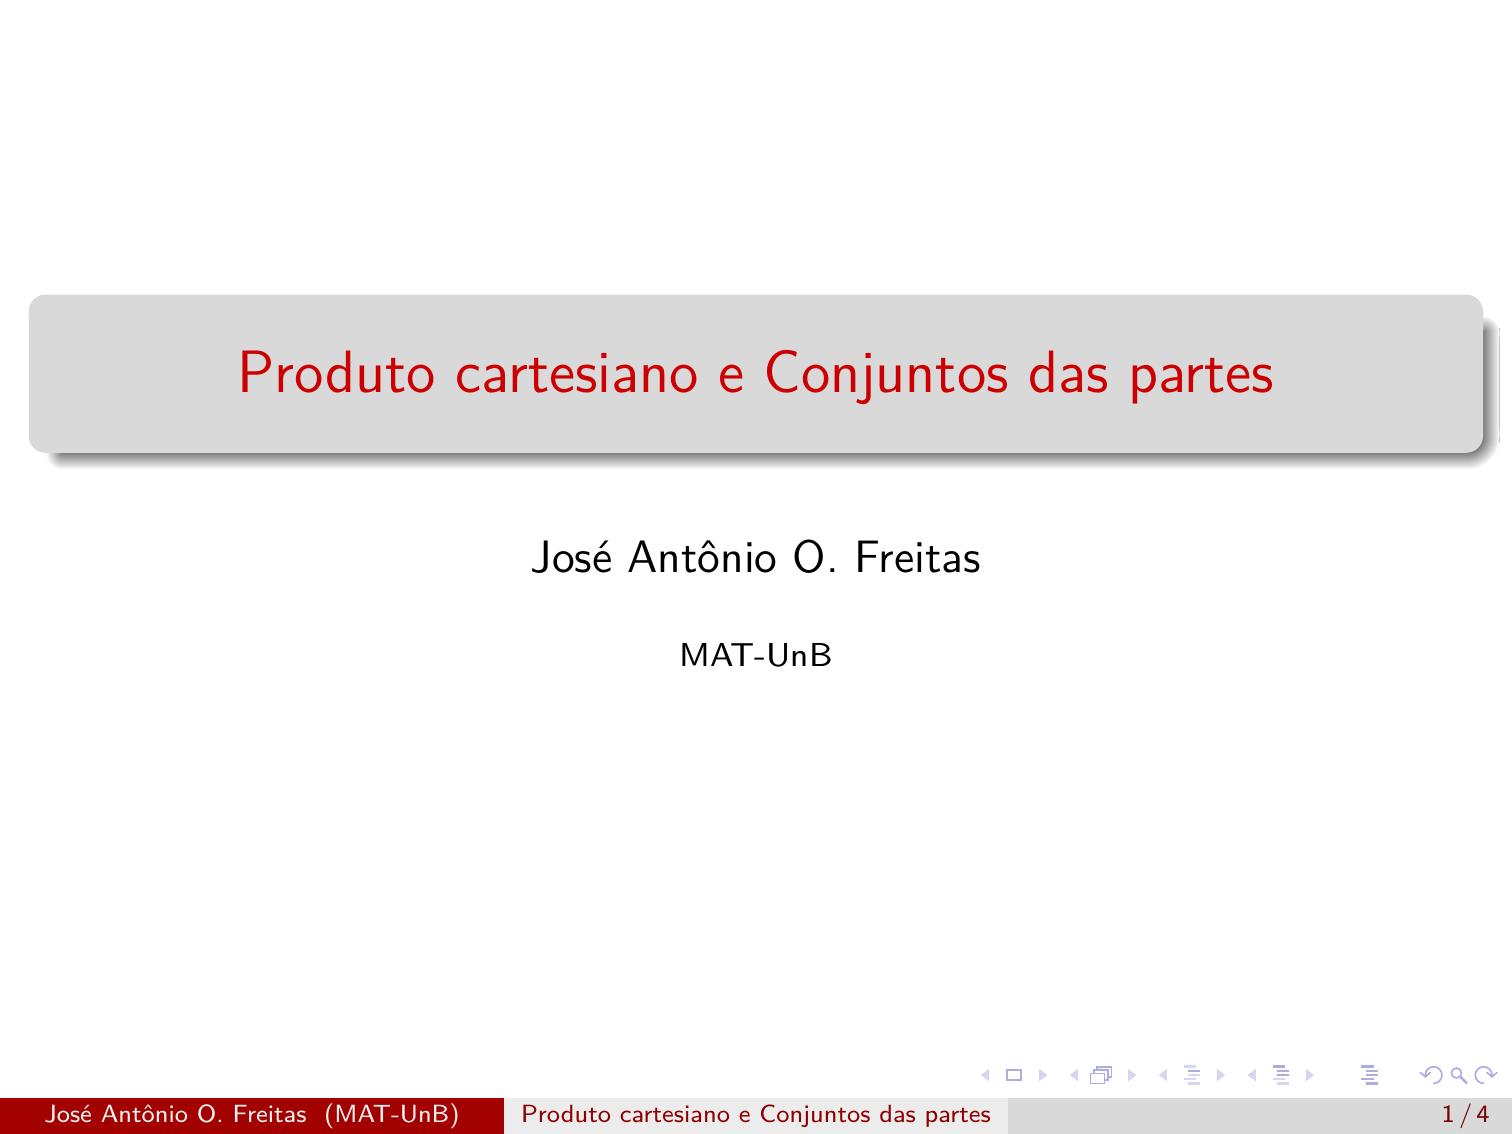 Produto cartesiano e Conjuntos das partes
José Antônio O. Freitas
MAT-UnB
José Antônio O. Freitas (MAT-UnB) Produto cartesiano e Conjuntos das partes 1 / 4